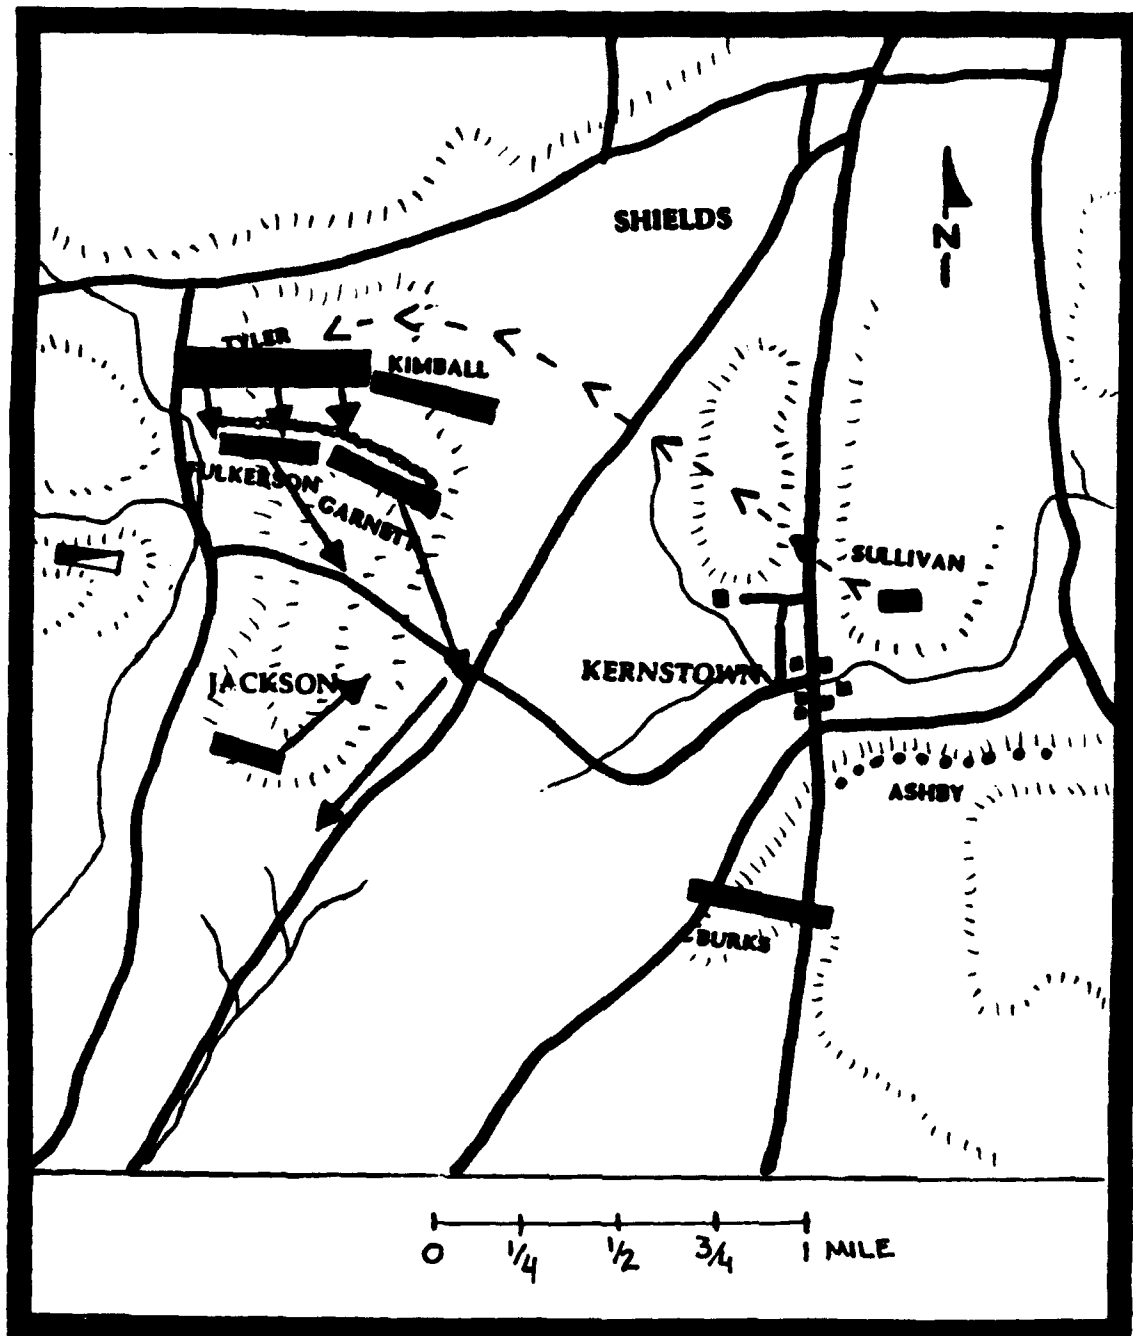 SHIELDS
N
TYLER
KIMBALL
FULKERSON
GARNETT
SULLIVAN
JACKSON
KERNSTOWN
ASHBY
BURKS
0 1/4 1/2 3/4 1 MILE